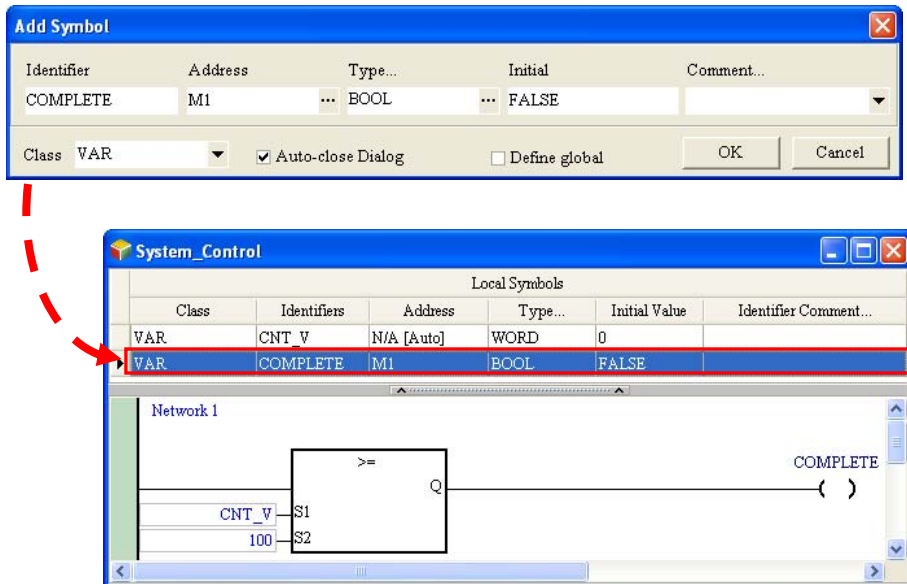 Add Symbol
Identifier Address Type... Initial Comment...
COMPLETE M1 ... BOOL ... FALSE
Class VAR Auto-close Dialog Define global OK Cancel
System_Control
Local Symbols
Class Identifiers Address Type... Initial Value Identifier Comment...
VAR CNT_V N/A [Auto] WORD 0
VAR COMPLETE M1 BOOL FALSE
Network 1
>=
COMPLETE
Q
( )
CNT_V S1
100 S2